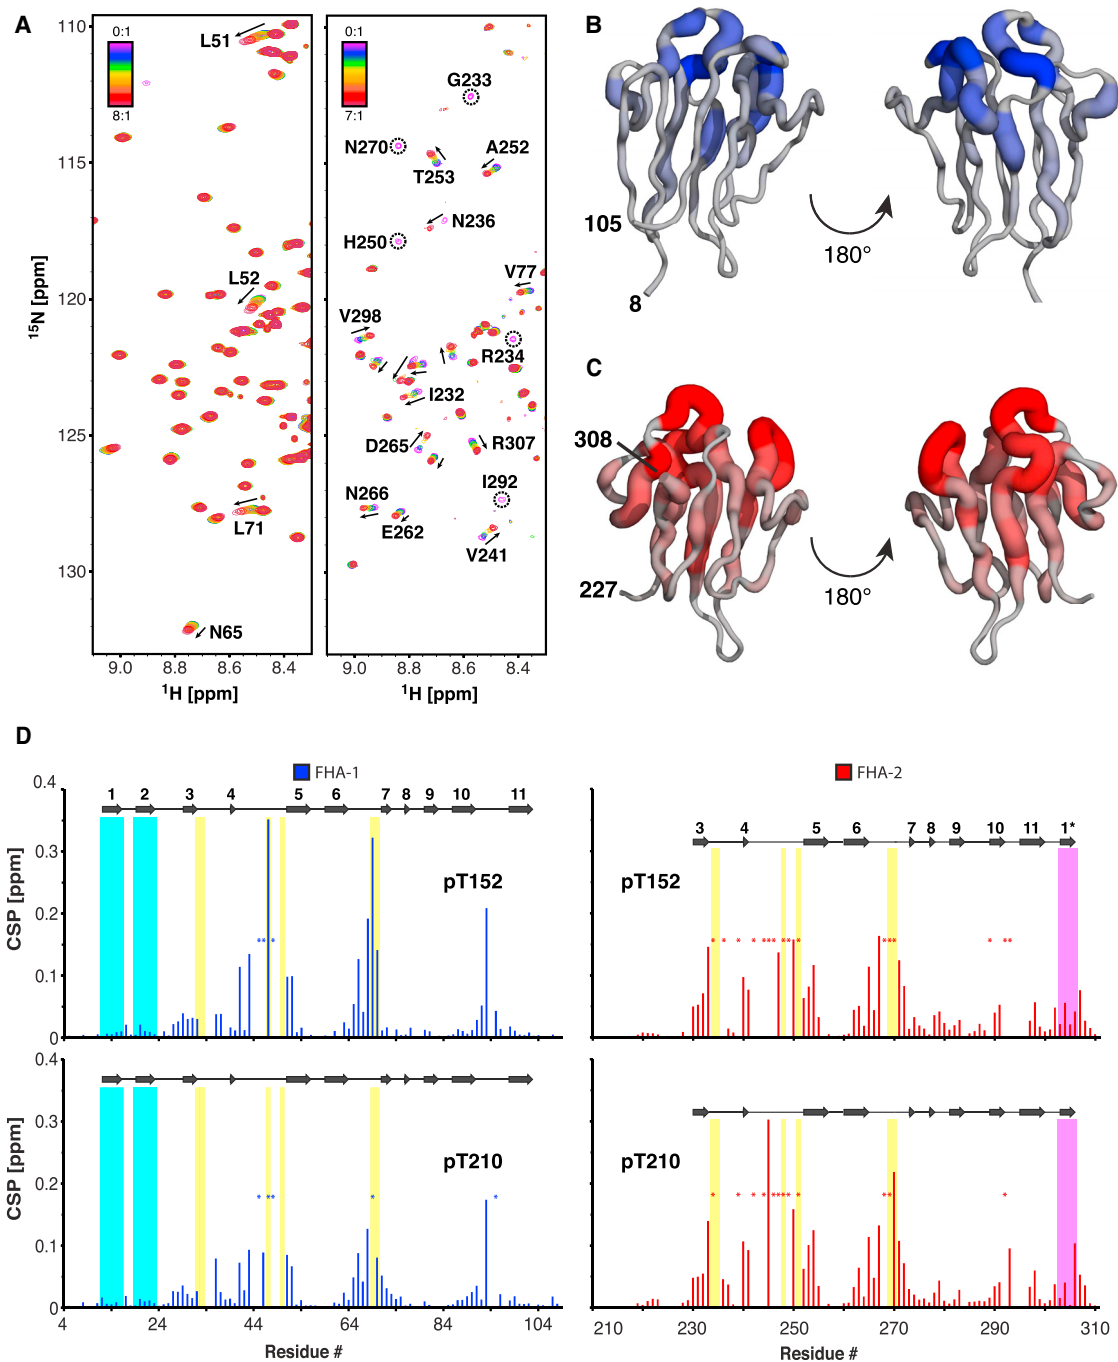 A
110
115
120
125
130
15N [ppm]
0:1
8:1
L51
L52
L71
N65
9.0 8.8 8.6 8.4
1H [ppm]
0:1
7:1
G233
N270
T253
A252
N236
H250
V77
V298
R234
I232
D265
R307
I292
N266
E262
V241
9.0 8.8 8.6 8.4
1H [ppm]
B
105
8
180°
C
308
227
180°
D
FHA-1
FHA-2
0.4
0.3
0.2
0.1
0
CSP [ppm]
1 2 3 4 5 6 7 8 9 10 11
pT152
3 4 5 6 7 8 9 10 11 1*
pT152
0.4
0.3
0.2
0.1
0
CSP [ppm]
pT210
pT210
4 24 44 64 84 104
Residue #
210 230 250 270 290 310
Residue #